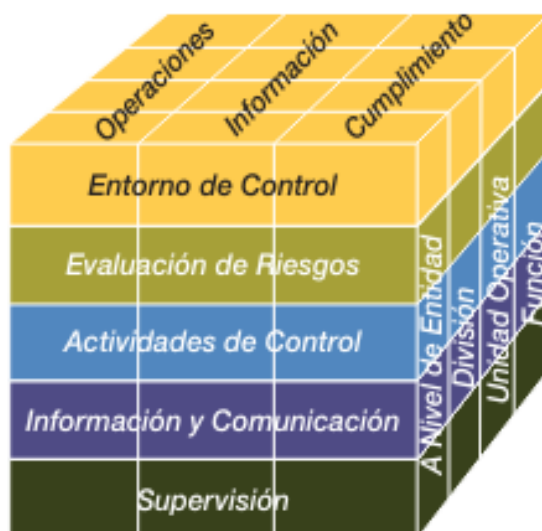 Operaciones
Información
Cumplimiento
Entorno de Control
Evaluación de Riesgos
Actividades de Control
Información y Comunicación
Supervisión
A Nivel de Entidad
División
Unidad Operativa
Función